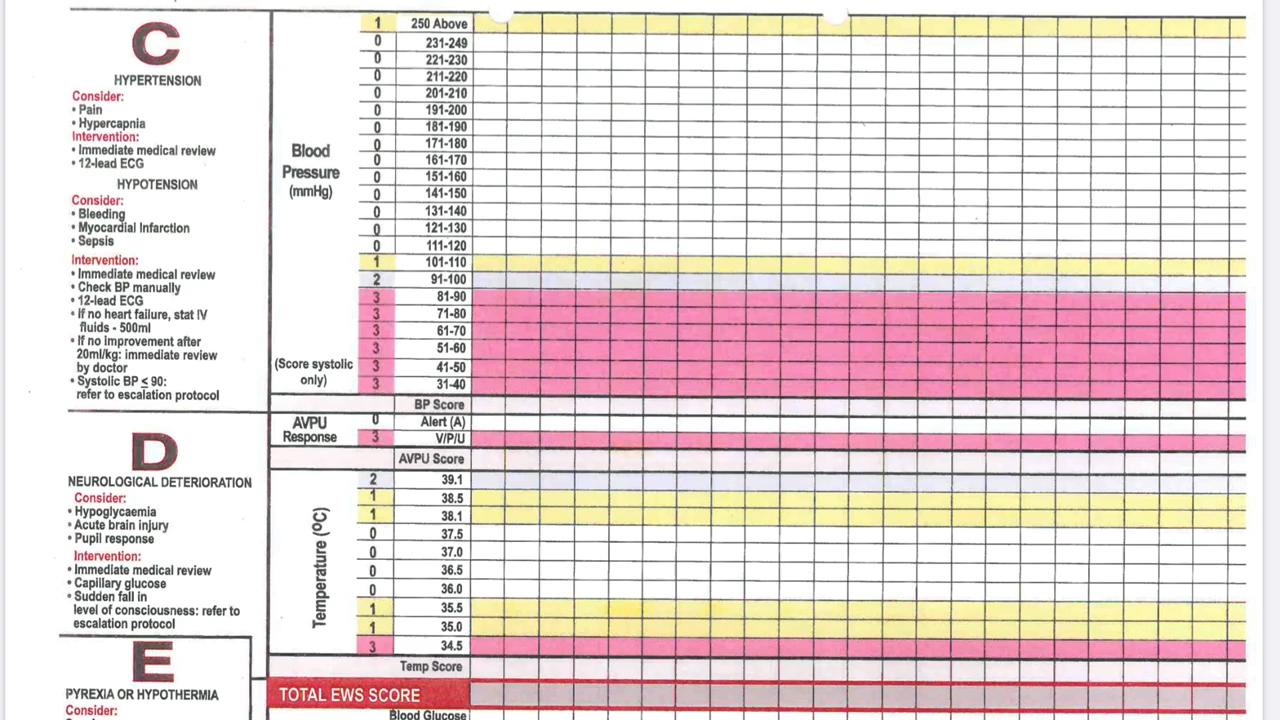 C
HYPERTENSION
Consider:
• Pain
• Hypercapnia
Intervention:
• Immediate medical review
• 12-lead ECG
HYPOTENSION
Consider:
• Bleeding
• Myocardial Infarction
• Sepsis
Intervention:
• Immediate medical review
• Check BP manually
• 12-lead ECG
• If no heart failure, stat IV
fluids - 500ml
• If no improvement after
20ml/kg: immediate review
by doctor
• Systolic BP ≤ 90:
refer to escalation protocol
Blood
Pressure
(mmHg)
(Score systolic
only)
1 250 Above
0 231-249
0 221-230
0 211-220
0 201-210
0 191-200
0 181-190
0 171-180
0 161-170
0 151-160
0 141-150
0 131-140
0 121-130
0 111-120
1 101-110
2 91-100
3 81-90
3 71-80
3 61-70
3 51-60
3 41-50
3 31-40
BP Score
D
NEUROLOGICAL DETERIORATION
Consider:
• Hypoglycaemia
• Acute brain injury
• Pupil response
Intervention:
• Immediate medical review
• Capillary glucose
• Sudden fall in
level of consciousness: refer to
escalation protocol
AVPU
Response
0 Alert (A)
3 V/P/U
AVPU Score
Temperature (ºC)
2 39.1
1 38.5
1 38.1
0 37.5
0 37.0
0 36.5
0 36.0
1 35.5
1 35.0
3 34.5
Temp Score
E
PYREXIA OR HYPOTHERMIA
Consider:
TOTAL EWS SCORE
Blood Glucose